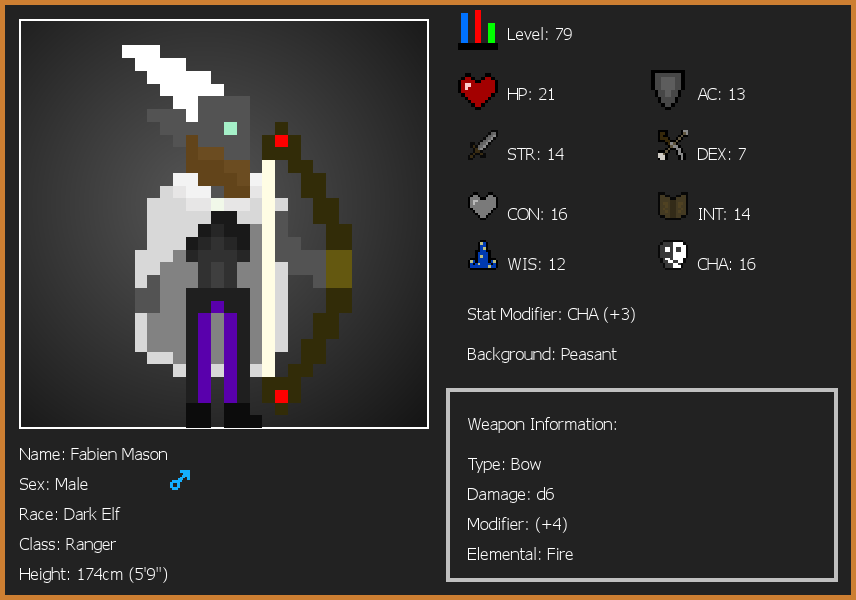 Level: 79
HP: 21
AC: 13
STR: 14
DEX: 7
CON: 16
INT: 14
WIS: 12
CHA: 16
Stat Modifier: CHA (+3)
Background: Peasant
Weapon Information:
Type: Bow
Damage: d6
Modifier: (+4)
Elemental: Fire
Name: Fabien Mason
Sex: Male
Race: Dark Elf
Class: Ranger
Height: 174cm (5'9")